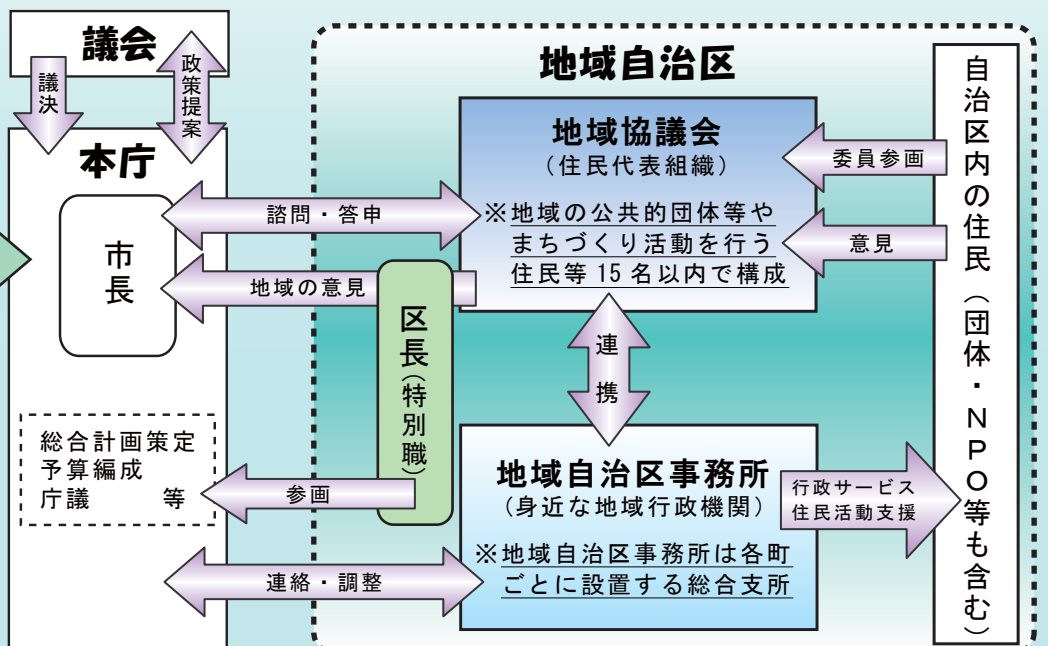 議会
議決
政策提案
本庁
市長
総合計画策定
予算編成
庁議　　　等
地域自治区
地域協議会
（住民代表組織）
※地域の公共的団体等や
まちづくり活動を行う
住民等 15 名以内で構成
諮問・答申
地域の意見
区長（特別職）
参画
連絡・調整
連携
地域自治区事務所
（身近な地域行政機関）
※地域自治区事務所は各町
ごとに設置する総合支所
委員参画
意見
行政サービス
住民活動支援
自治区内の住民（団体・ＮＰＯ等も含む）